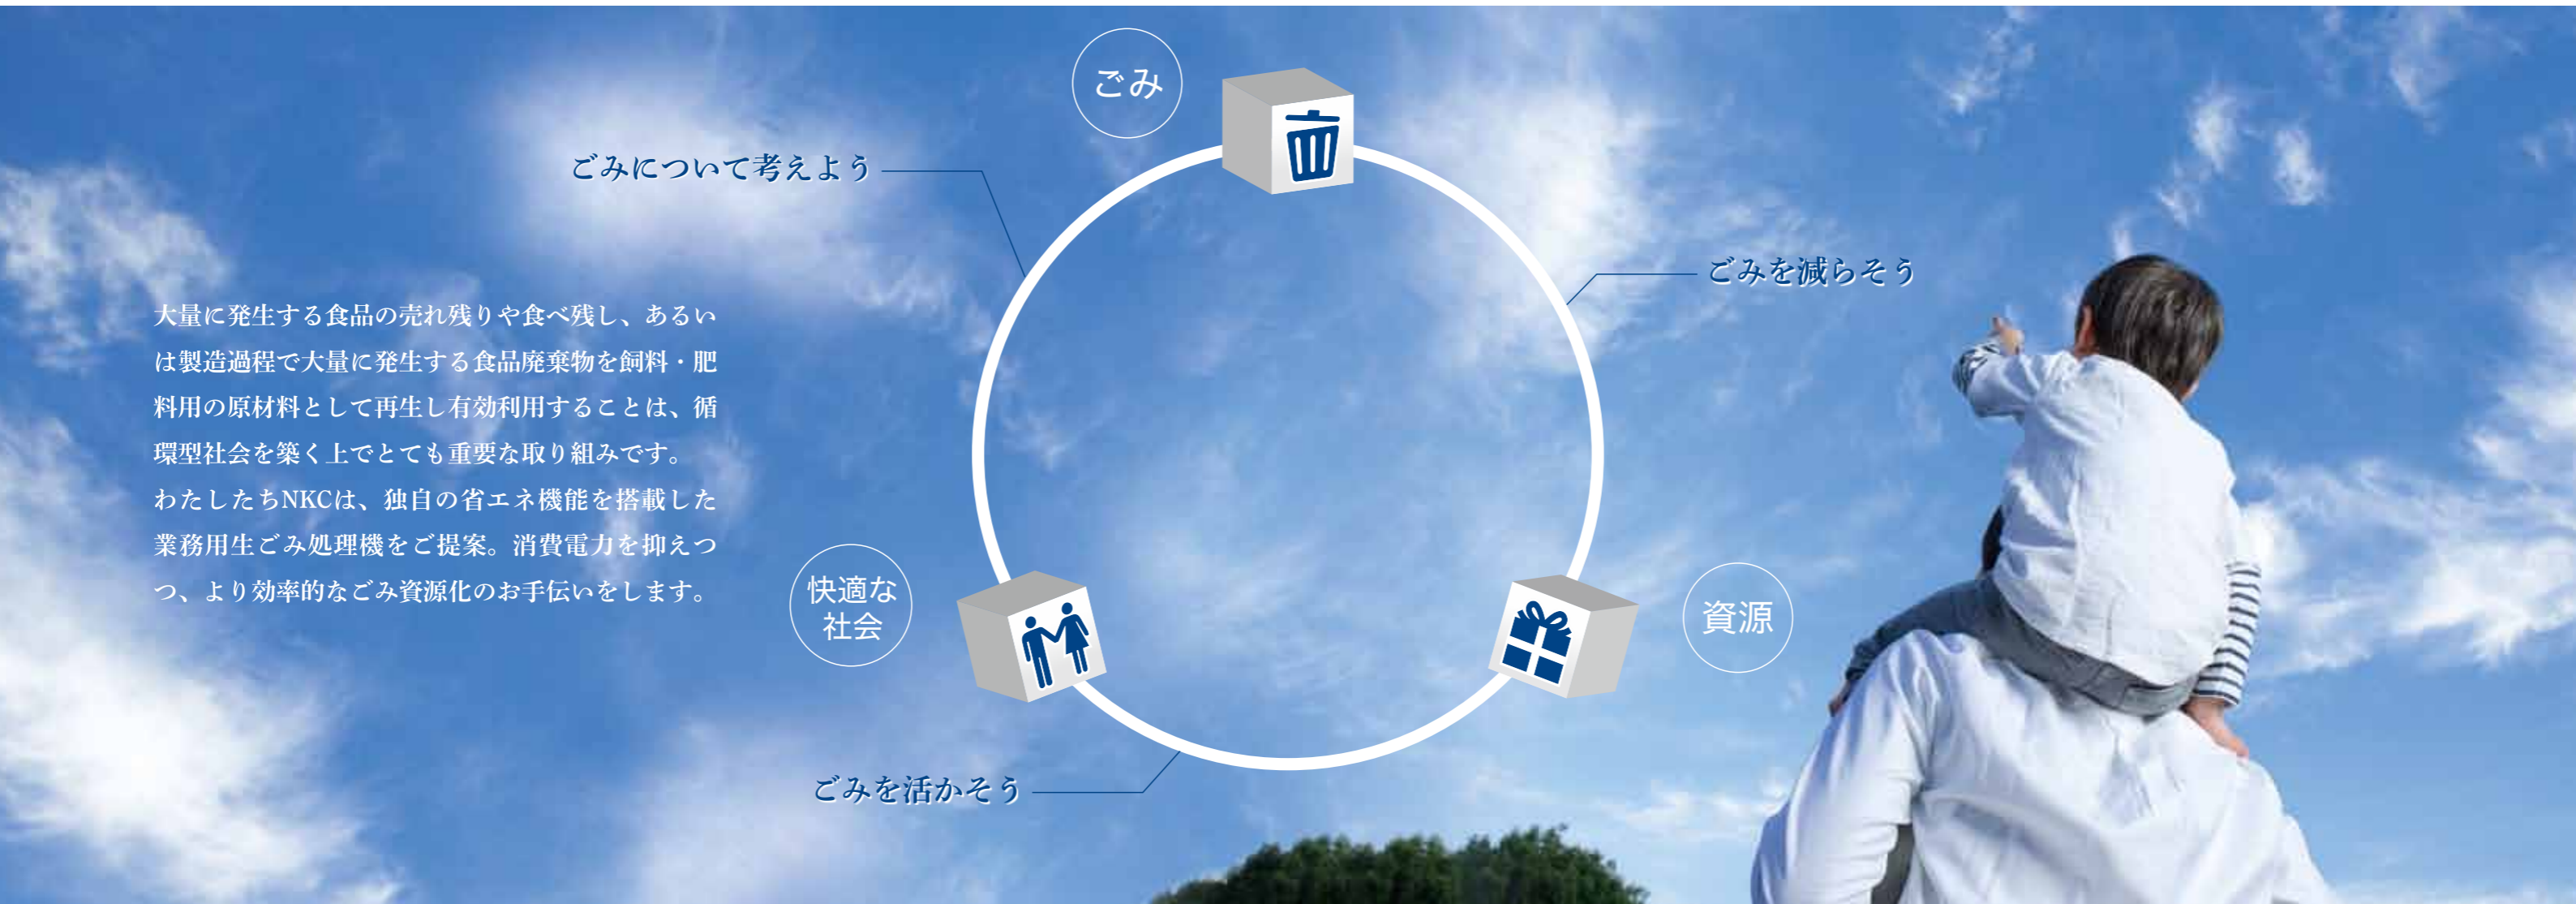 ごみ
ごみについて考えよう
ごみを減らそう
大量に発生する食品の売れ残りや食べ残し、あるい
は製造過程で大量に発生する食品廃棄物を飼料・肥
料用の原材料として再生し有効利用することは、循
環型社会を築く上でとても重要な取り組みです。
わたしたちNKCは、独自の省エネ機能を搭載した
業務用生ごみ処理機をご提案。消費電力を抑えつ
つ、より効率的なごみ資源化のお手伝いをします。
快適な
社会
資源
ごみを活かそう